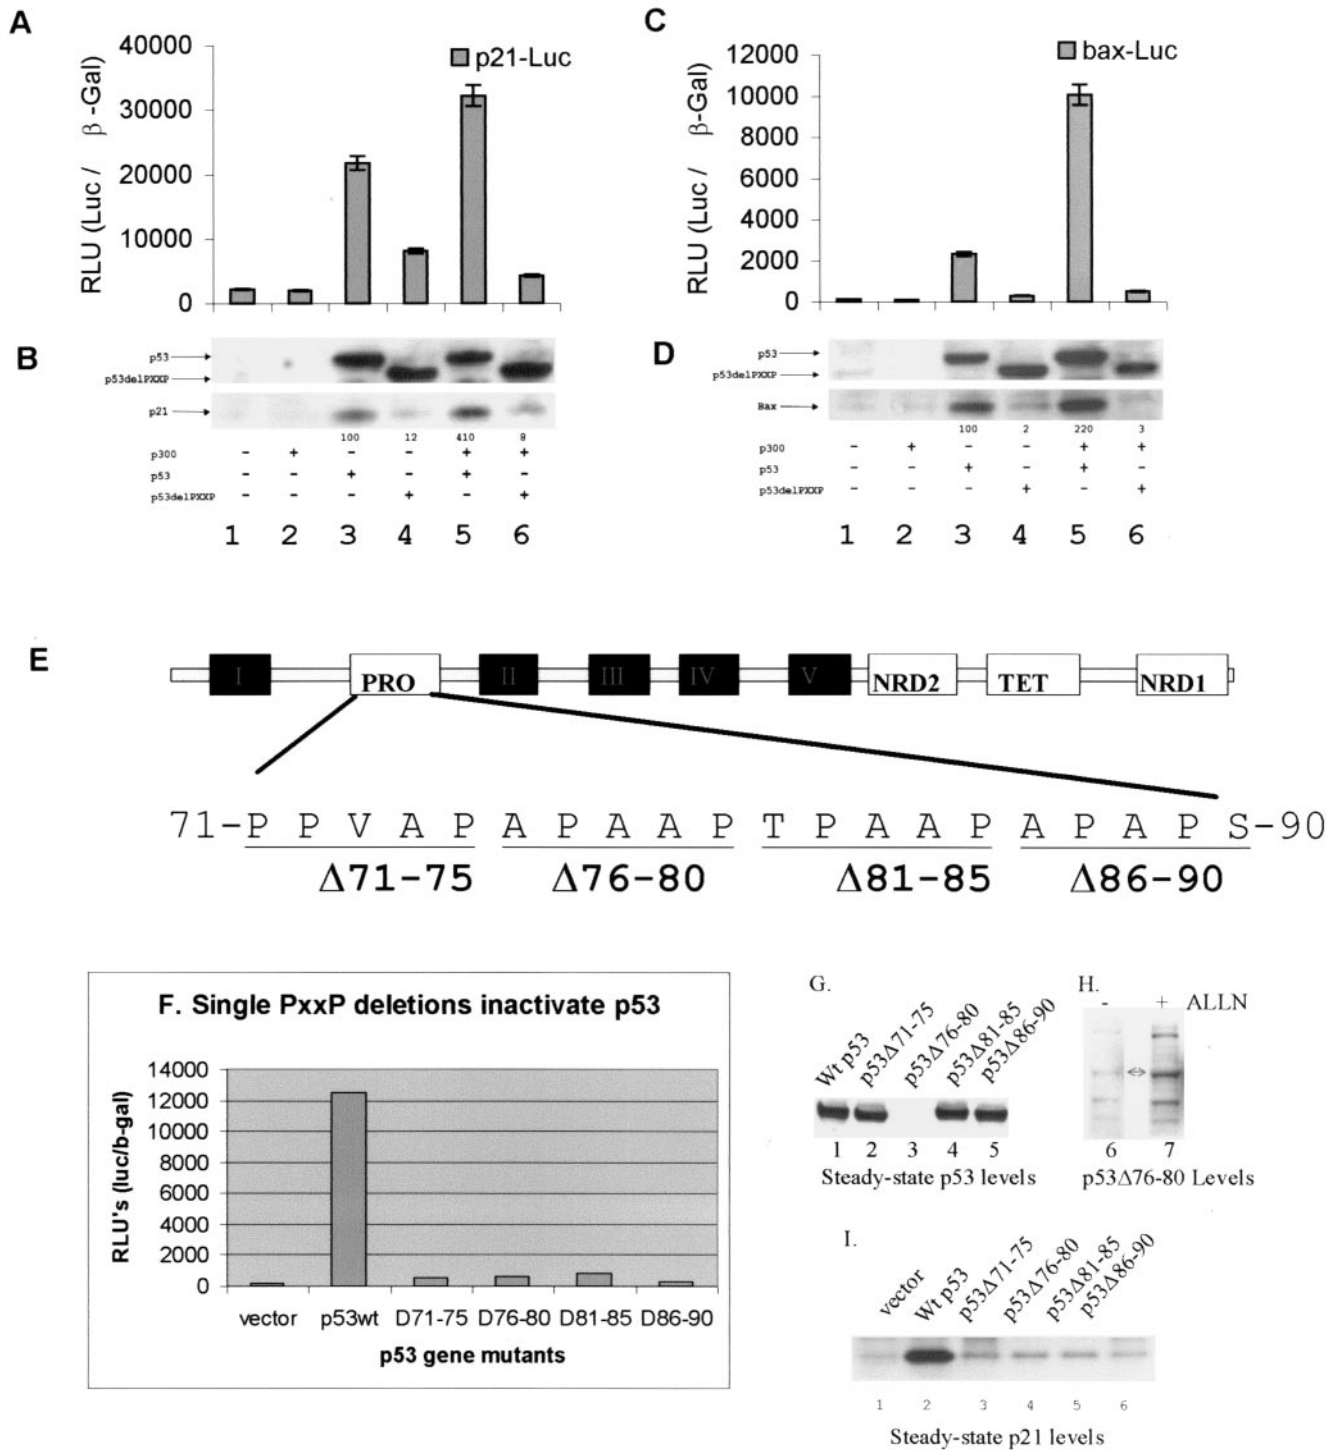 A
p21-Luc
RLU (Luc / β -Gal)
40000
30000
20000
10000
0
B
p53
p53delPXXP
p21
100 12 410 8
p300 - + - - + +
p53 - - + - + -
p53delPXXP - - - + - +
1 2 3 4 5 6
C
bax-Luc
RLU (Luc / β-Gal)
12000
10000
8000
6000
4000
2000
0
D
p53
p53delPXXP
Bax
100 2 220 3
p300 - + - - + +
p53 - - + - + -
p53delPXXP - - - + - +
1 2 3 4 5 6
E
I PRO II III IV V NRD2 TET NRD1
71-P P V A P A P A A P T P A A P A P A P S-90
Δ71-75 Δ76-80 Δ81-85 Δ86-90
F. Single PxxP deletions inactivate p53
RLU's (luc/b-gal)
14000
12000
10000
8000
6000
4000
2000
0
vector p53wt D71-75 D76-80 D81-85 D86-90
p53 gene mutants
G.
Wt p53 p53Δ71-75 p53Δ76-80 p53Δ81-85 p53Δ86-90
1 2 3 4 5
Steady-state p53 levels
H.
- + ALLN
6 7
p53Δ76-80 Levels
I.
vector Wt p53 p53Δ71-75 p53Δ76-80 p53Δ81-85 p53Δ86-90
1 2 3 4 5 6
Steady-state p21 levels